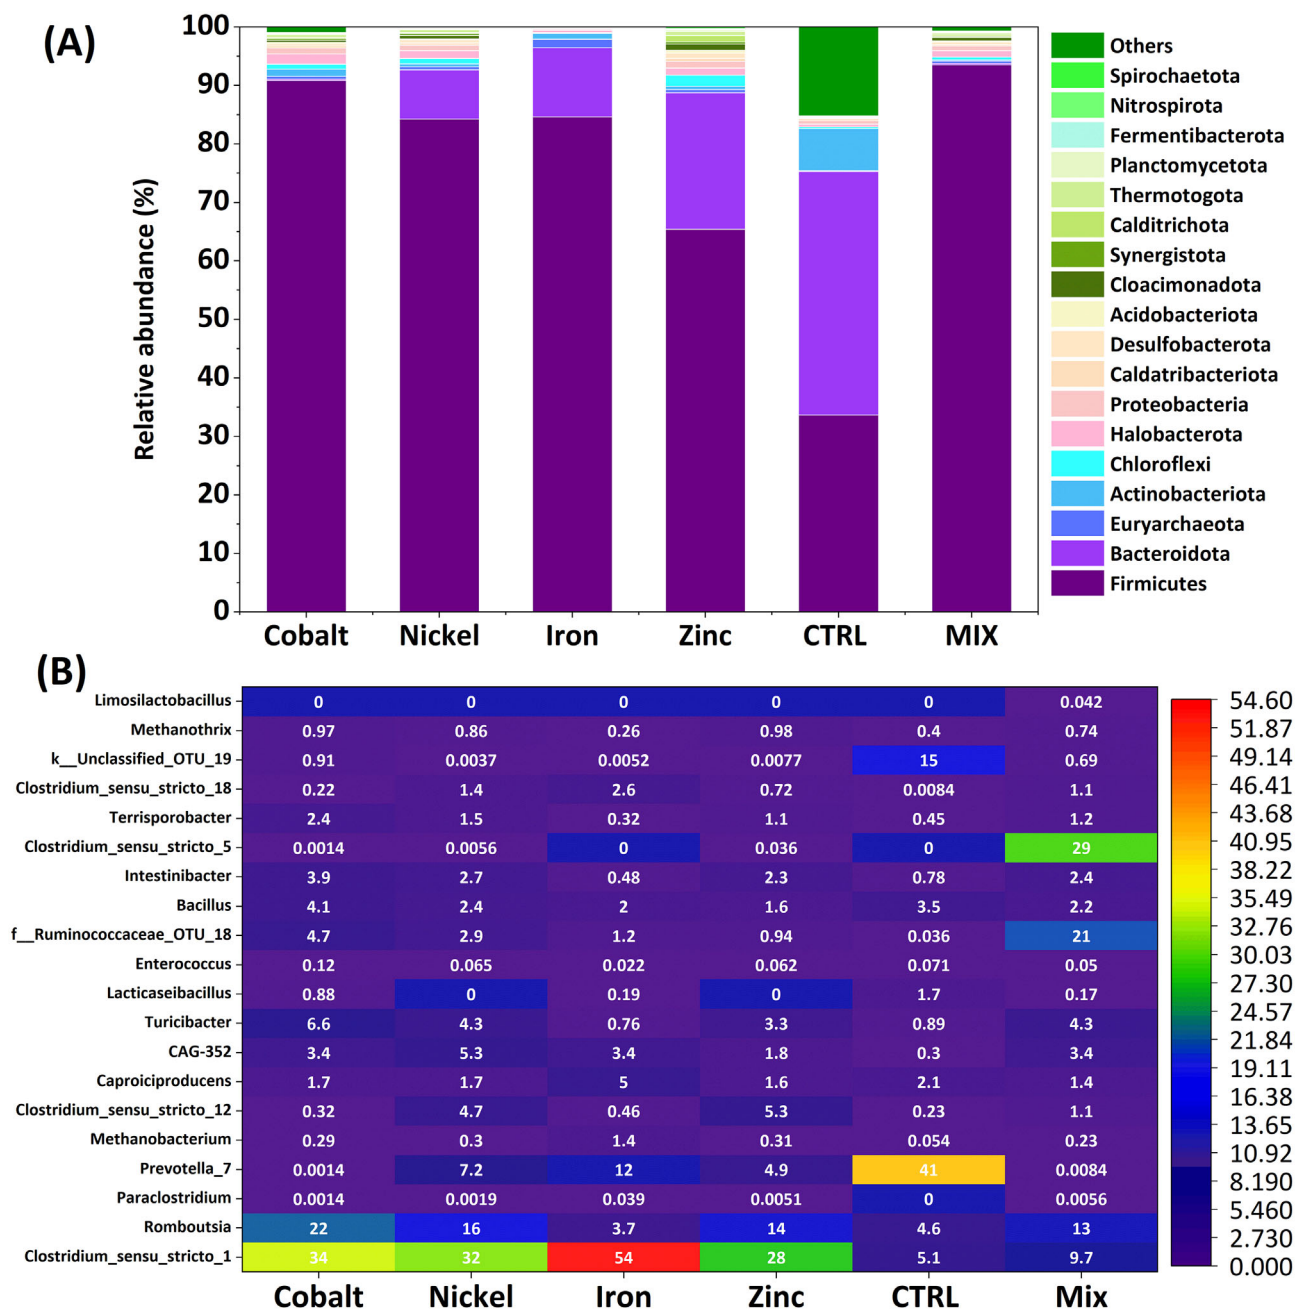 (A)
Relative abundance (%)
100
90
80
70
60
50
40
30
20
10
0
Cobalt Nickel Iron Zinc CTRL MIX
Others
Spirochaetota
Nitrospirota
Fermentibacterota
Planctomycetota
Thermotogota
Calditrichota
Synergistota
Cloacimonadota
Acidobacteriota
Desulfobacterota
Caldatribacteriota
Proteobacteria
Halobacterota
Chloroflexi
Actinobacteriota
Euryarchaeota
Bacteroidota
Firmicutes
(B)
Limosilactobacillus 0 0 0 0 0 0.042
Methanothrix 0.97 0.86 0.26 0.98 0.4 0.74
k__Unclassified_OTU_19 0.91 0.0037 0.0052 0.0077 15 0.69
Clostridium_sensu_stricto_18 0.22 1.4 2.6 0.72 0.0084 1.1
Terrisporobacter 2.4 1.5 0.32 1.1 0.45 1.2
Clostridium_sensu_stricto_5 0.0014 0.0056 0 0.036 0 29
Intestinibacter 3.9 2.7 0.48 2.3 0.78 2.4
Bacillus 4.1 2.4 2 1.6 3.5 2.2
f__Ruminococcaceae_OTU_18 4.7 2.9 1.2 0.94 0.036 21
Enterococcus 0.12 0.065 0.022 0.062 0.071 0.05
Lacticaseibacillus 0.88 0 0.19 0 1.7 0.17
Turicibacter 6.6 4.3 0.76 3.3 0.89 4.3
CAG-352 3.4 5.3 3.4 1.8 0.3 3.4
Caproiciproducens 1.7 1.7 5 1.6 2.1 1.4
Clostridium_sensu_stricto_12 0.32 4.7 0.46 5.3 0.23 1.1
Methanobacterium 0.29 0.3 1.4 0.31 0.054 0.23
Prevotella_7 0.0014 7.2 12 4.9 41 0.0084
Paraclostridium 0.0014 0.0019 0.039 0.0051 0 0.0056
Romboutsia 22 16 3.7 14 4.6 13
Clostridium_sensu_stricto_1 34 32 54 28 5.1 9.7
Cobalt Nickel Iron Zinc CTRL Mix
54.60
51.87
49.14
46.41
43.68
40.95
38.22
35.49
32.76
30.03
27.30
24.57
21.84
19.11
16.38
13.65
10.92
8.190
5.460
2.730
0.000